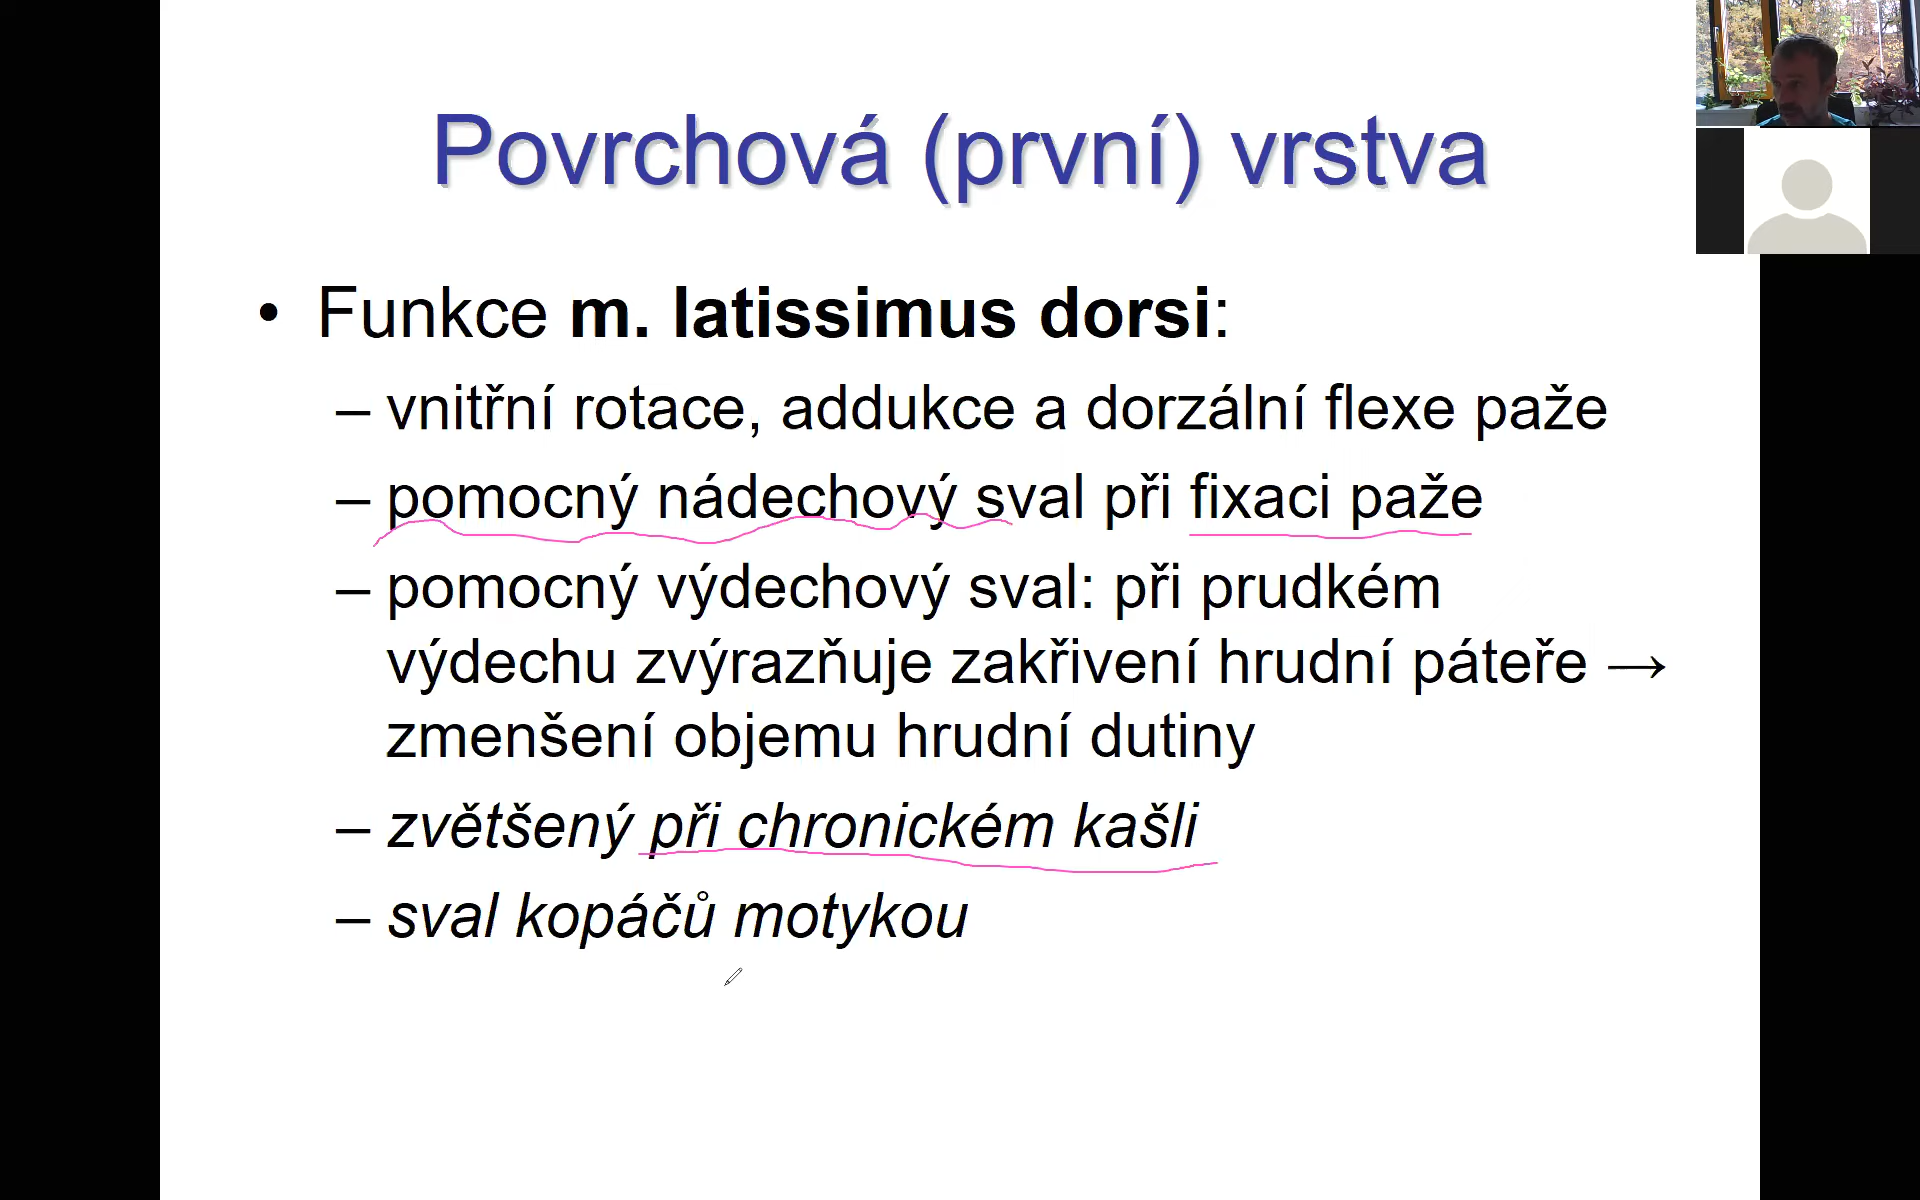 Povrchová (první) vrstva
• Funkce m. latissimus dorsi:
– vnitřní rotace, addukce a dorzální flexe paže
– pomocný nádechový sval při fixaci paže
– pomocný výdechový sval: při prudkém
výdechu zvýrazňuje zakřivení hrudní páteře →
zmenšení objemu hrudní dutiny
– zvětšený při chronickém kašli
– sval kopáčů motykou